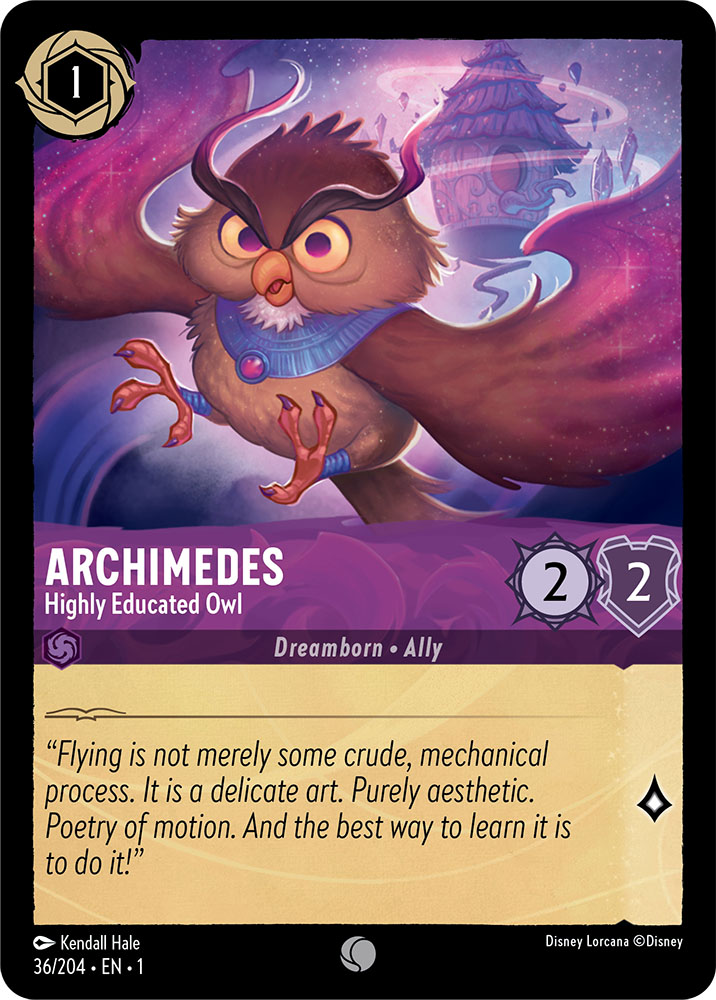 1
ARCHIMEDES
Highly Educated Owl
2
2
Dreamborn • Ally
“Flying is not merely some crude, mechanical
process. It is a delicate art. Purely aesthetic.
Poetry of motion. And the best way to learn it is
to do it!”
Kendall Hale
Disney Lorcana ©Disney
36/204 • EN • 1